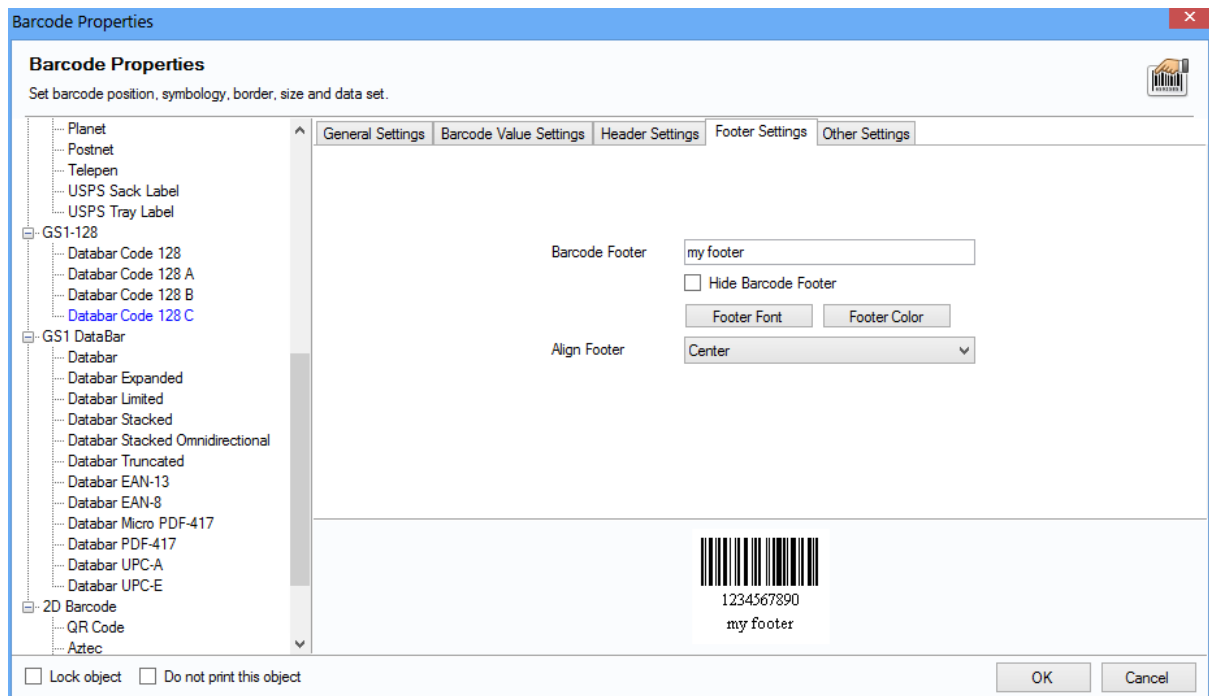 Barcode Properties
Barcode Properties
Set barcode position, symbology, border, size and data set.
Planet
Postnet
Telepen
USPS Sack Label
USPS Tray Label
GS1-128
Databar Code 128
Databar Code 128 A
Databar Code 128 B
Databar Code 128 C
GS1 DataBar
Databar
Databar Expanded
Databar Limited
Databar Stacked
Databar Stacked Omnidirectional
Databar Truncated
Databar EAN-13
Databar EAN-8
Databar Micro PDF-417
Databar PDF-417
Databar UPC-A
Databar UPC-E
2D Barcode
QR Code
Aztec
General Settings Barcode Value Settings Header Settings Footer Settings Other Settings
Barcode Footer my footer
Hide Barcode Footer
Footer Font Footer Color
Align Footer Center
1234567890
my footer
Lock object Do not print this object OK Cancel